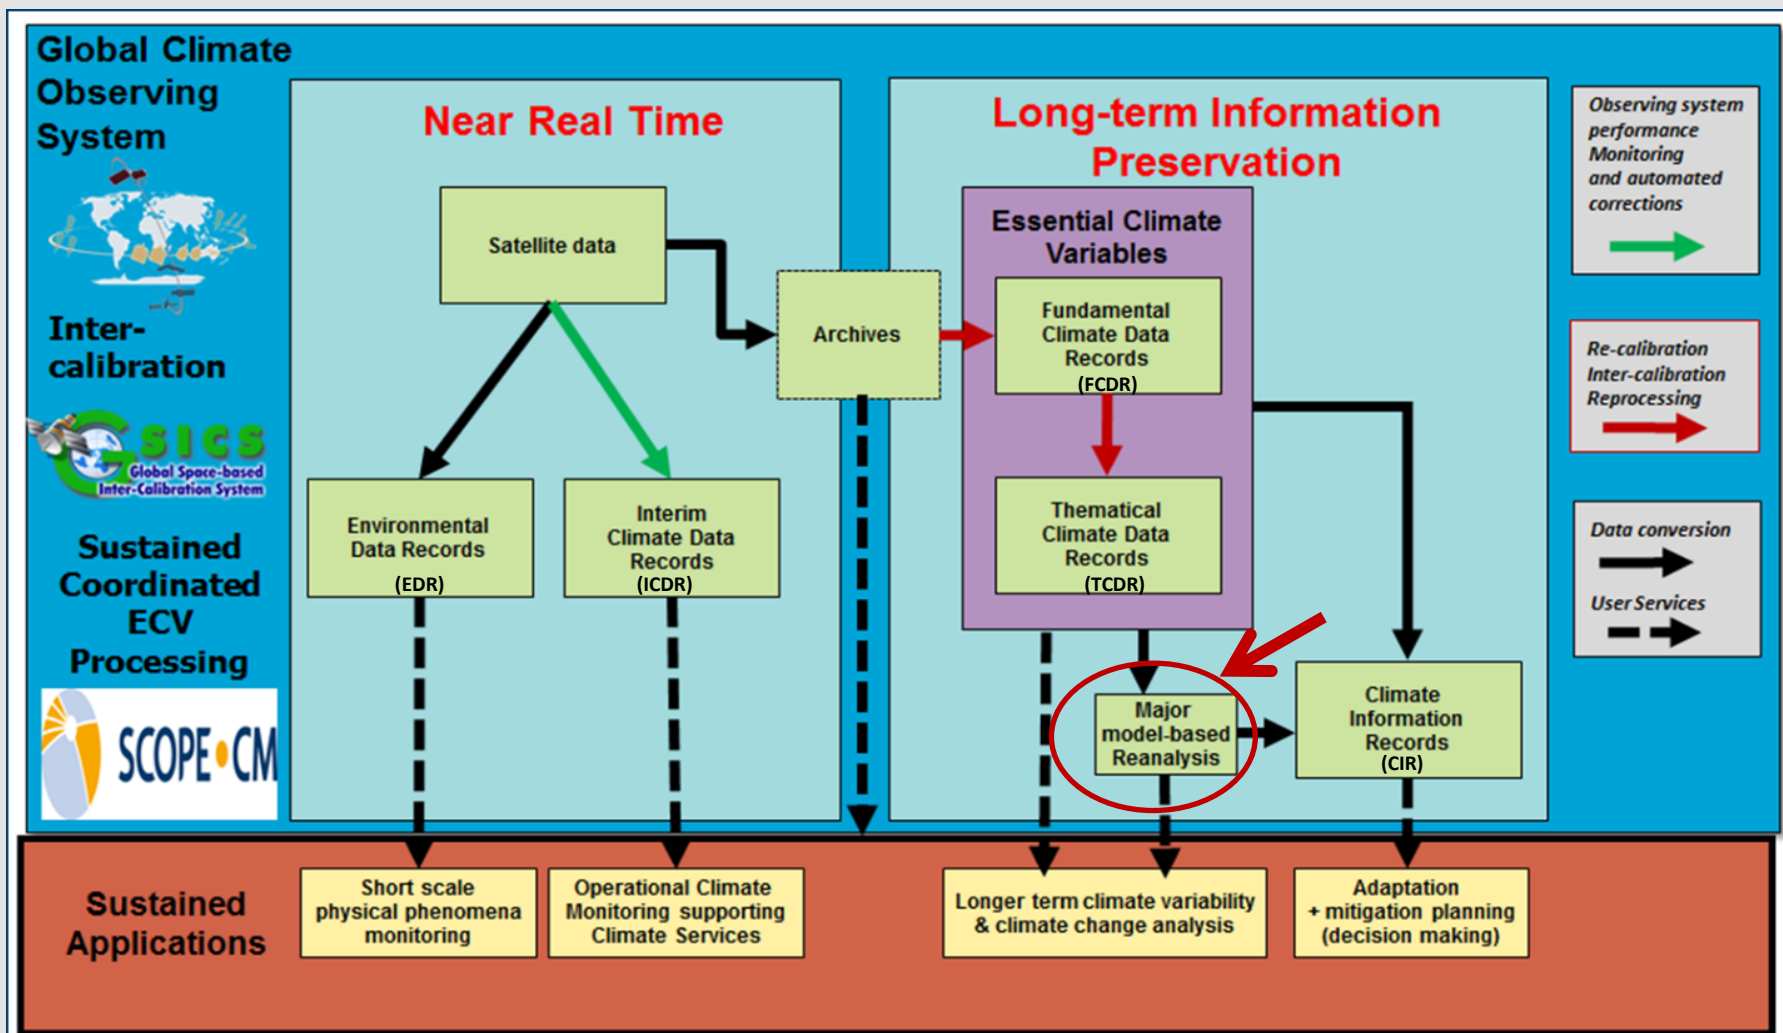 Global Climate
Observing
System
Inter-
calibration
GSICS
Global Space-based
Inter-Calibration System
Sustained
Coordinated
ECV
Processing
SCOPE•CM
Near Real Time
Satellite data
Archives
Environmental
Data Records
(EDR)
Interim
Climate Data
Records
(ICDR)
Long-term Information
Preservation
Essential Climate
Variables
Fundamental
Climate Data
Records
(FCDR)
Thematical
Climate Data
Records
(TCDR)
Major
model-based
Reanalysis
Climate
Information
Records
(CIR)
Observing system
performance
Monitoring
and automated
corrections
Re-calibration
Inter-calibration
Reprocessing
Data conversion
User Services
Sustained
Applications
Short scale
physical phenomena
monitoring
Operational Climate
Monitoring supporting
Climate Services
Longer term climate variability
& climate change analysis
Adaptation
+ mitigation planning
(decision making)